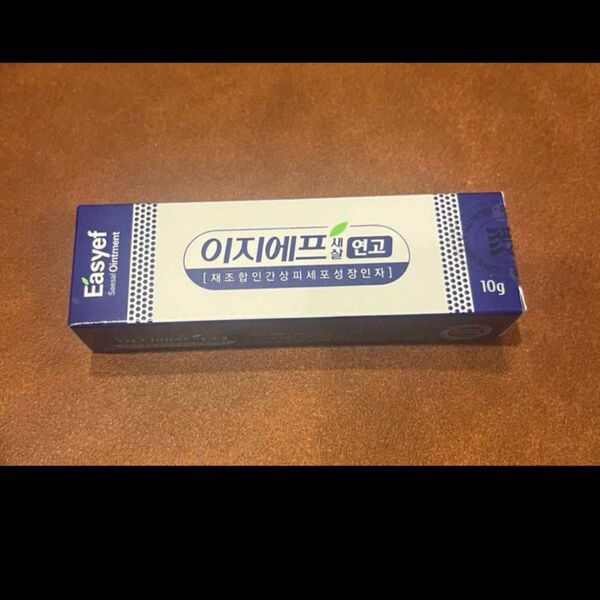 Easyef
Saesal Ointment
이지에프 새살 연고
[재조합인간상피세포성장인자]
10g